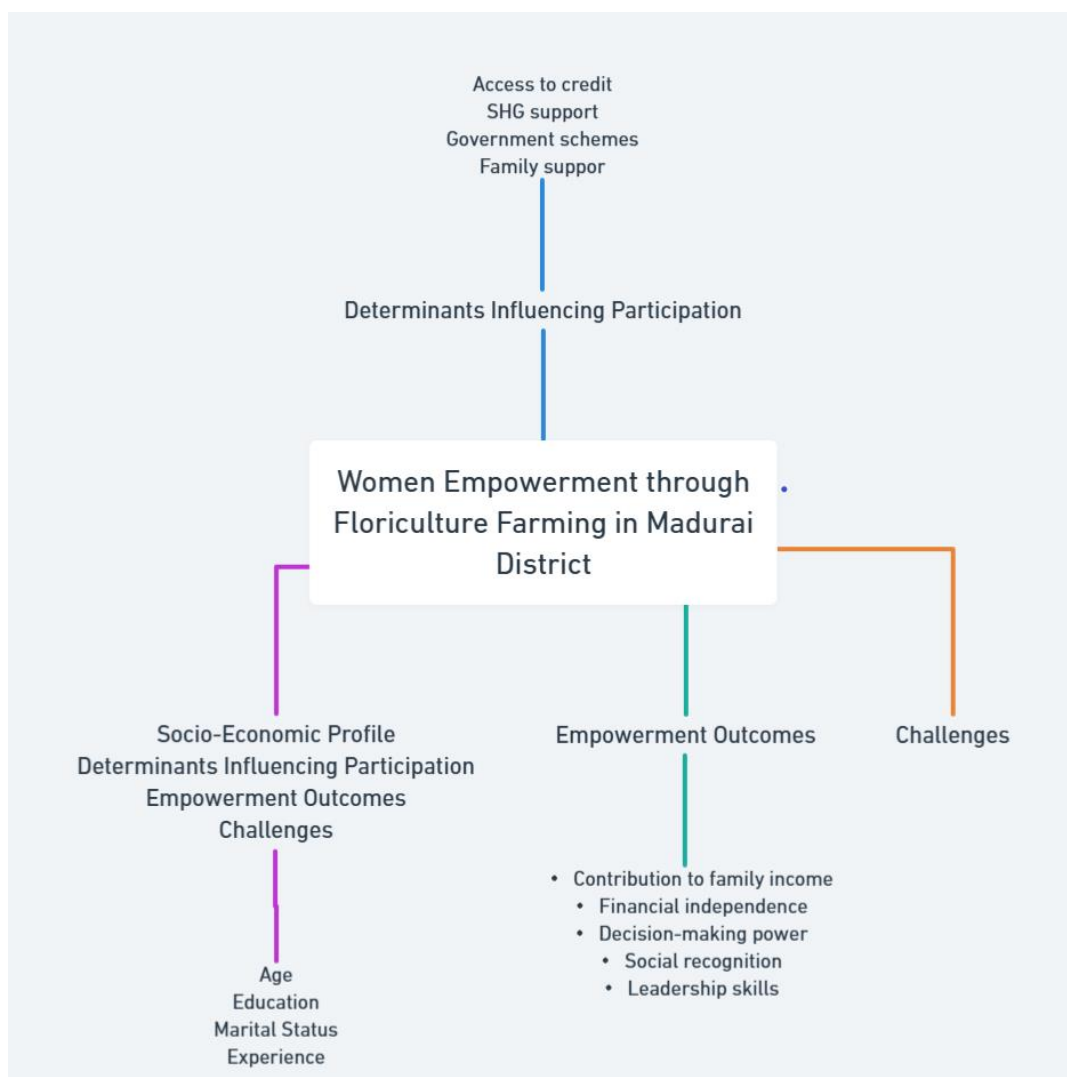 Access to credit
SHG support
Government schemes
Family suppor
Determinants Influencing Participation
Women Empowerment through
Floriculture Farming in Madurai
District
.
Socio-Economic Profile
Determinants Influencing Participation
Empowerment Outcomes
Challenges
Age
Education
Marital Status
Experience
Empowerment Outcomes
• Contribution to family income
• Financial independence
• Decision-making power
• Social recognition
• Leadership skills
Challenges